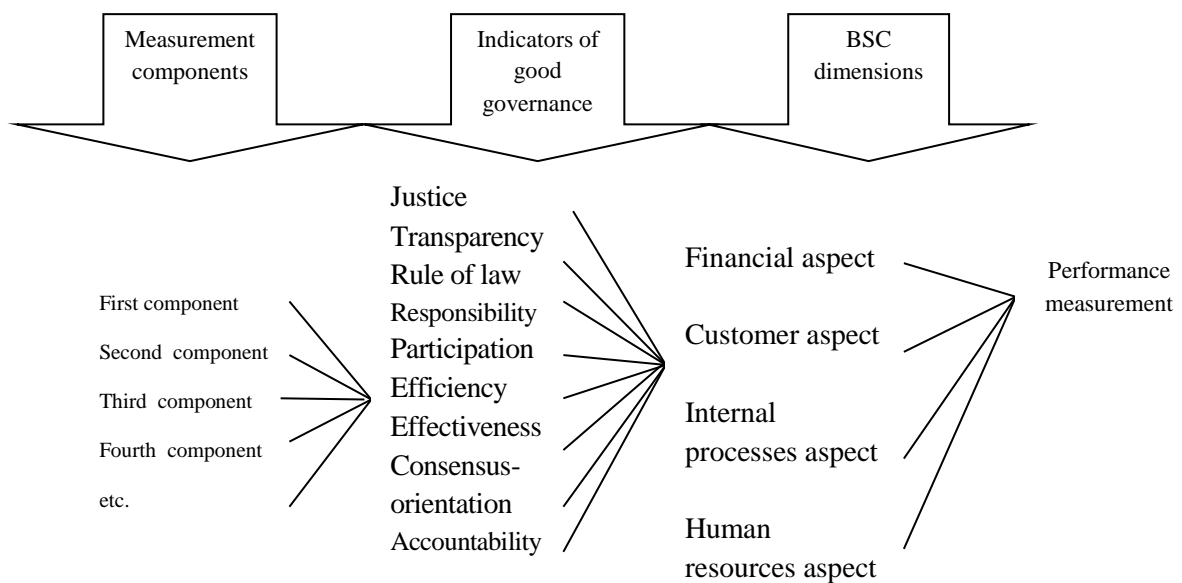 Measurement
components
Indicators of
good
governance
BSC
dimensions
First component
Second component
Third component
Fourth component
etc.
Justice
Transparency
Rule of law
Responsibility
Participation
Efficiency
Effectiveness
Consensus-
orientation
Accountability
Financial aspect
Customer aspect
Internal
processes aspect
Human
resources aspect
Performance
measurement